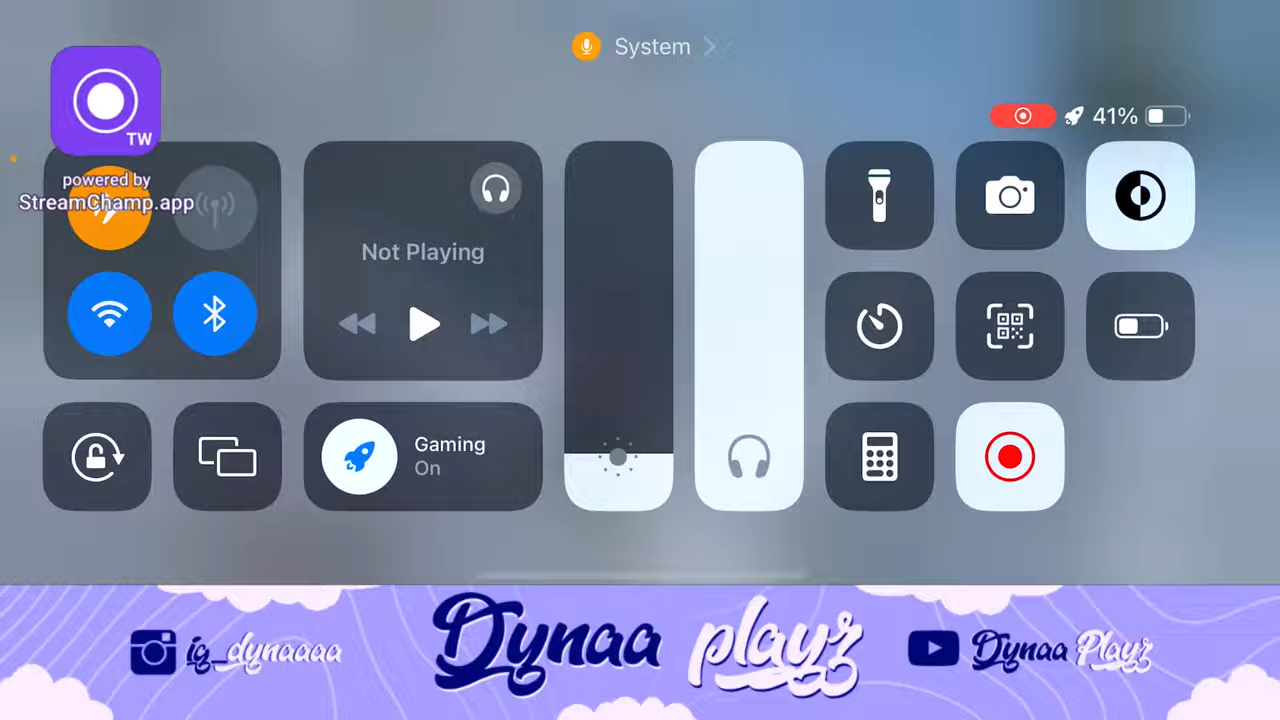 System
TW
41%
powered by
StreamChamp.app
Not Playing
Gaming
On
ig_dynaaaa
Dynaa playz
Dynaa Playz